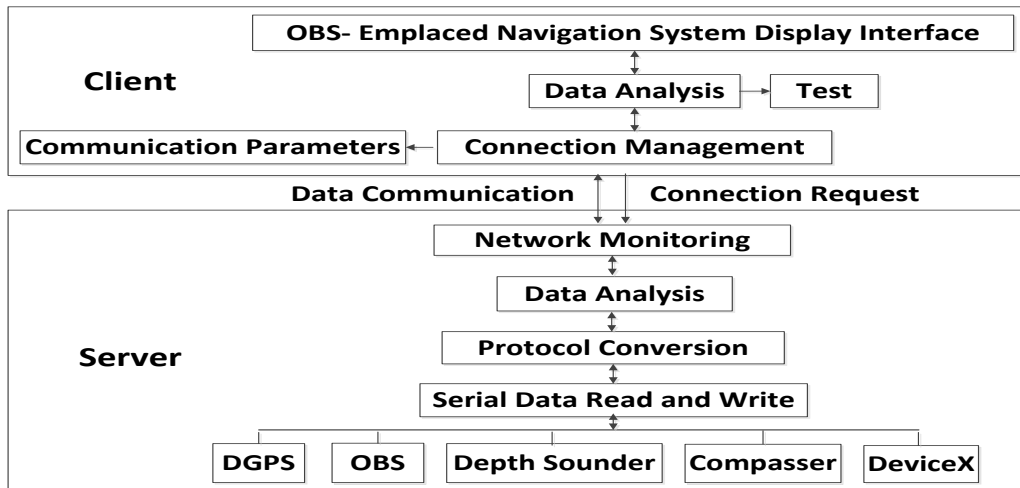 OBS- Emplaced Navigation System Display Interface
Client
Data Analysis
Test
Communication Parameters
Connection Management
Data Communication
Connection Request
Network Monitoring
Data Analysis
Server
Protocol Conversion
Serial Data Read and Write
DGPS
OBS
Depth Sounder
Compasser
DeviceX